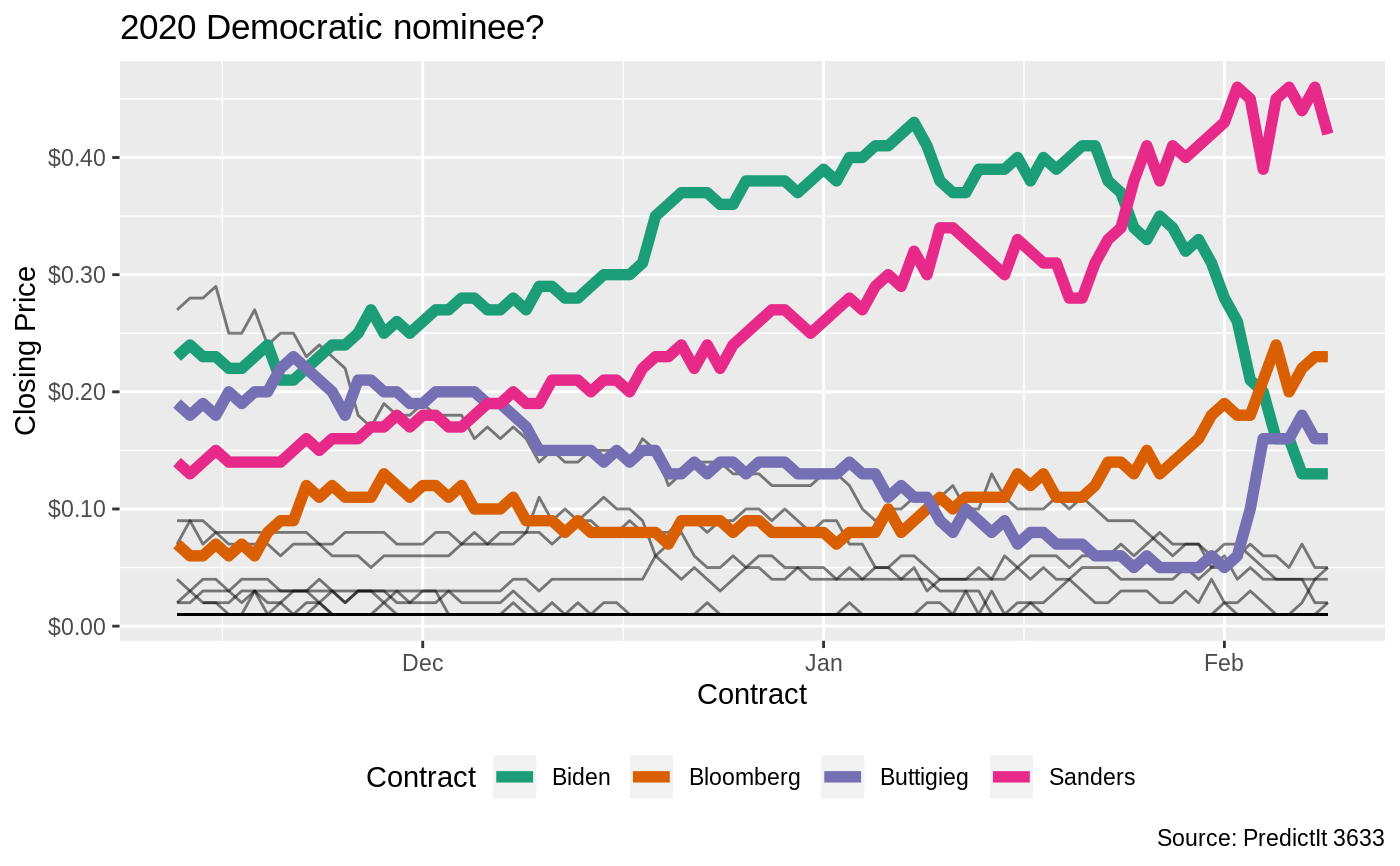 2020 Democratic nominee?
Closing Price
$0.40
$0.30
$0.20
$0.10
$0.00
Dec Jan Feb
Contract
Contract Biden Bloomberg Buttigieg Sanders
Source: PredictIt 3633